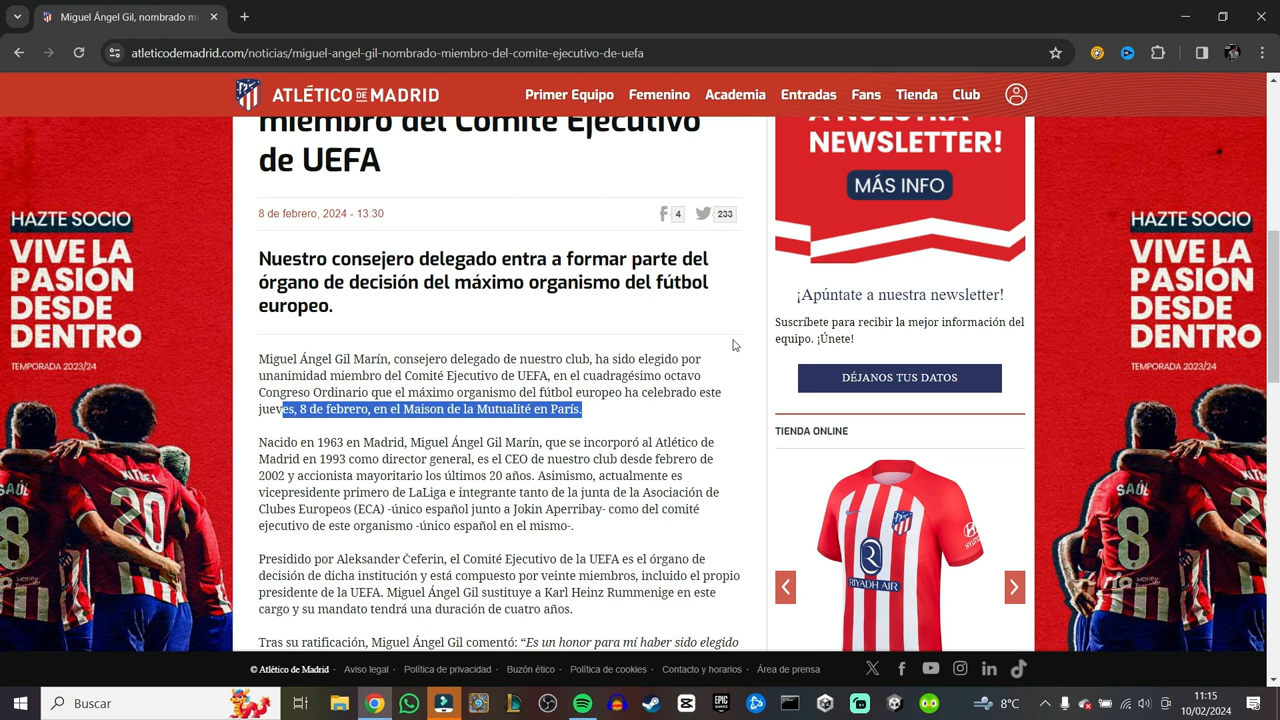 Miguel Ángel Gil, nombrado m
atleticodemadrid.com/noticias/miguel-angel-gil-nombrado-miembro-del-comite-ejecutivo-de-uefa
ATLÉTICO DE MADRID
Primer Equipo Femenino Academia Entradas Fans Tienda Club
miembro del Comité Ejecutivo
de UEFA
8 de febrero, 2024 - 13:30
4
233
Nuestro consejero delegado entra a formar parte del
órgano de decisión del máximo organismo del fútbol
europeo.
Miguel Ángel Gil Marín, consejero delegado de nuestro club, ha sido elegido por
unanimidad miembro del Comité Ejecutivo de UEFA, en el cuadragésimo octavo
Congreso Ordinario que el máximo organismo del fútbol europeo ha celebrado este
jueves, 8 de febrero, en el Maison de la Mutualité en París.
Nacido en 1963 en Madrid, Miguel Ángel Gil Marín, que se incorporó al Atlético de
Madrid en 1993 como director general, es el CEO de nuestro club desde febrero de
2002 y accionista mayoritario los últimos 20 años. Asimismo, actualmente es
vicepresidente primero de LaLiga e integrante tanto de la junta de la Asociación de
Clubes Europeos (ECA) -único español junto a Jokin Aperribay- como del comité
ejecutivo de este organismo -único español en el mismo-.
Presidido por Aleksander Čeferin, el Comité Ejecutivo de la UEFA es el órgano de
decisión de dicha institución y está compuesto por veinte miembros, incluido el propio
presidente de la UEFA. Miguel Ángel Gil sustituye a Karl Heinz Rummenige en este
cargo y su mandato tendrá una duración de cuatro años.
Tras su ratificación, Miguel Ángel Gil comentó: “Es un honor para mí haber sido elegido
A NUESTRA
NEWSLETTER!
MÁS INFO
¡Apúntate a nuestra newsletter!
Suscríbete para recibir la mejor información del
equipo. ¡Únete!
DÉJANOS TUS DATOS
TIENDA ONLINE
RIYADH AIR
HAZTE SOCIO
VIVE LA
PASIÓN
DESDE
DENTRO
TEMPORADA 2023/24
SAÚL
8
20
HAZTE SOCIO
VIVE LA
PASIÓN
DESDE
DENTRO
TEMPORADA 2023/24
SAÚL
8
© Atlético de Madrid · Aviso legal · Política de privacidad · Buzón ético · Política de cookies · Contacto y horarios · Área de prensa
Buscar
EPIC
GAMES
8°C
11:15
10/02/2024